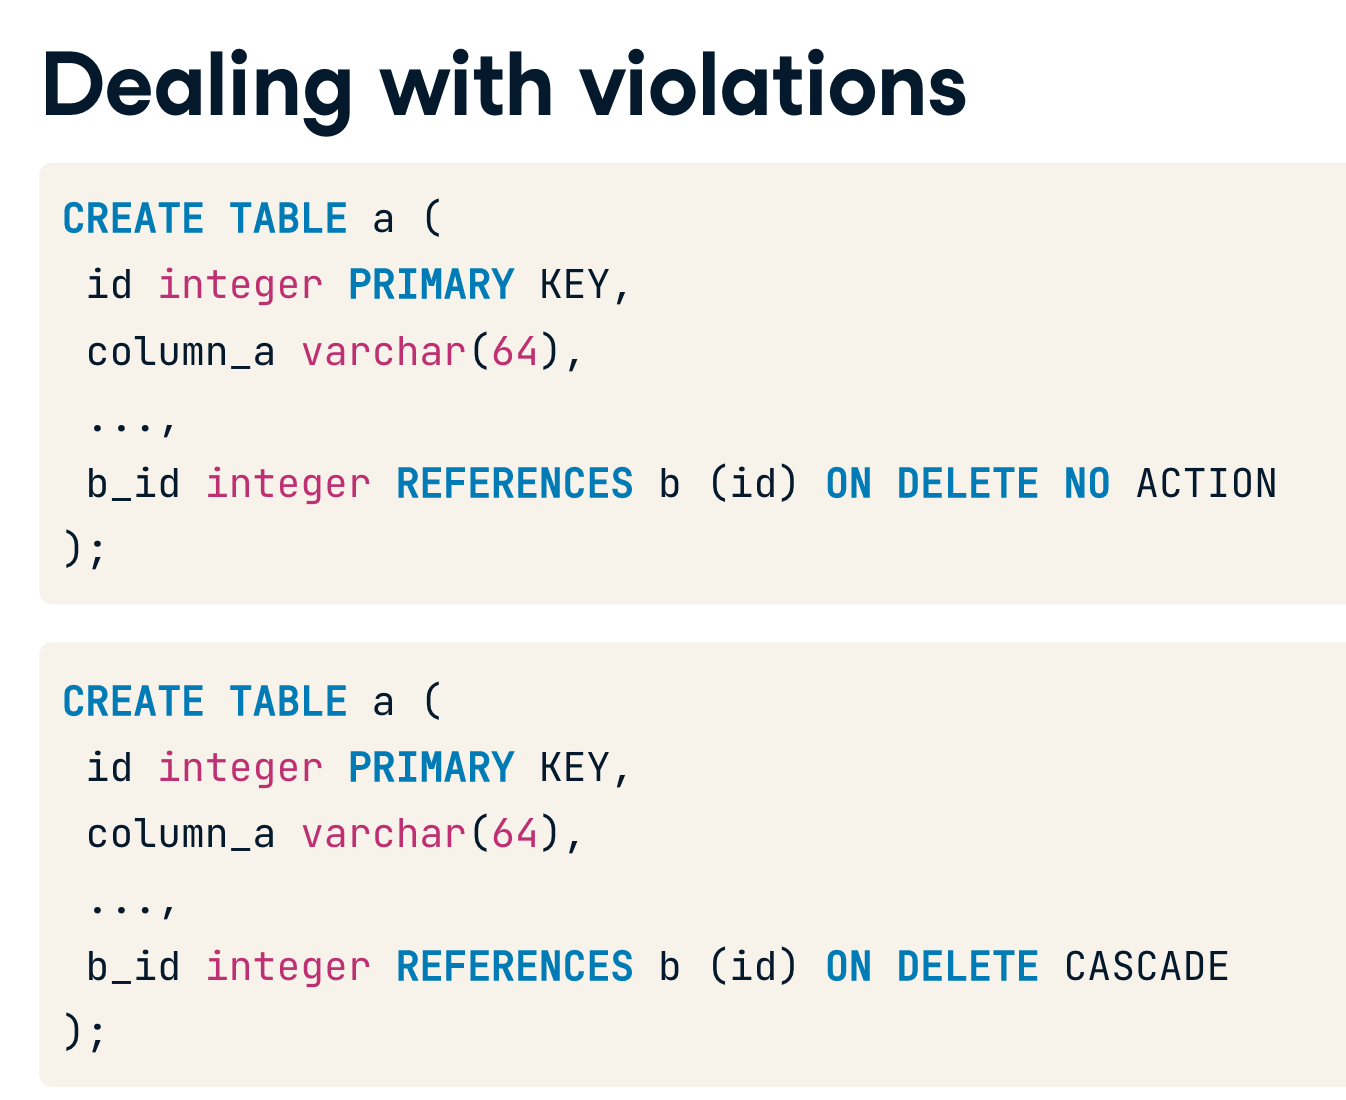 Dealing with violations
CREATE TABLE a (
 id integer PRIMARY KEY,
 column_a varchar(64),
 ...,
 b_id integer REFERENCES b (id) ON DELETE NO ACTION
);
CREATE TABLE a (
 id integer PRIMARY KEY,
 column_a varchar(64),
 ...,
 b_id integer REFERENCES b (id) ON DELETE CASCADE
);